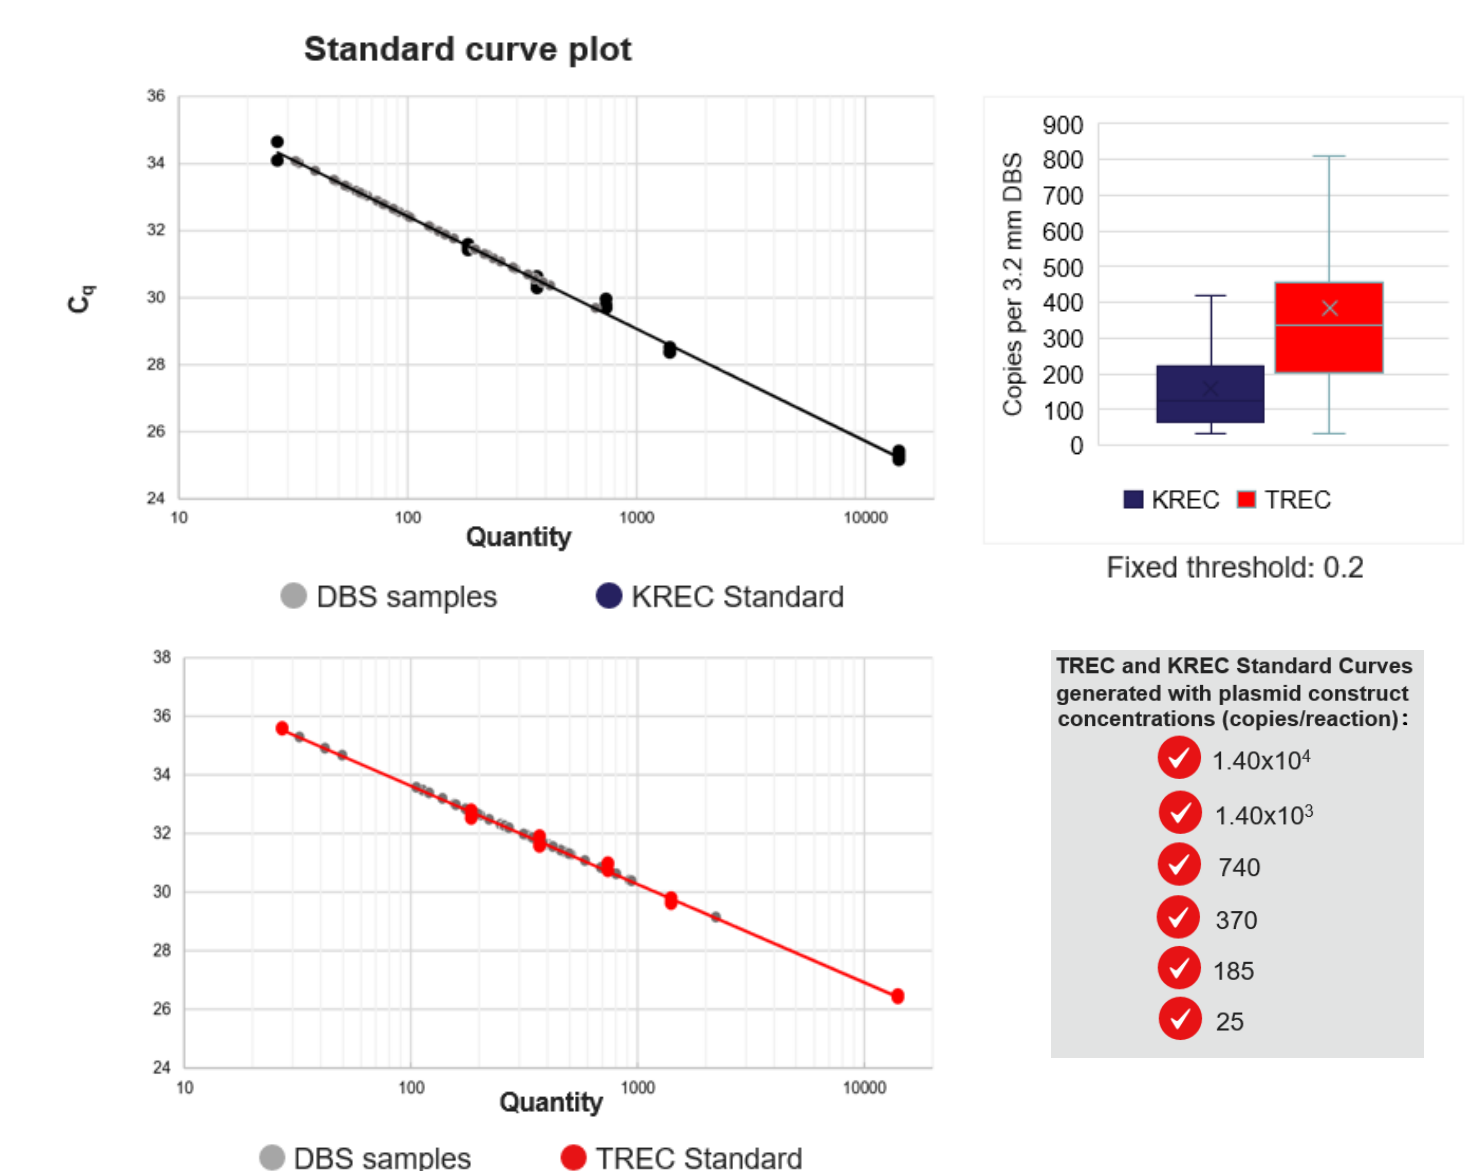 Standard curve plot
36
34
32
30
28
26
24
Cq
10
100
1000
10000
Quantity
DBS samples
KREC Standard
Copies per 3.2 mm DBS
900
800
700
600
500
400
300
200
100
0
KREC
TREC
Fixed threshold: 0.2
38
36
34
32
30
28
26
24
10
100
1000
10000
Quantity
DBS samples
TREC Standard
TREC and KREC Standard Curves
generated with plasmid construct
concentrations (copies/reaction):
1.40x10⁴
1.40x10³
740
370
185
25